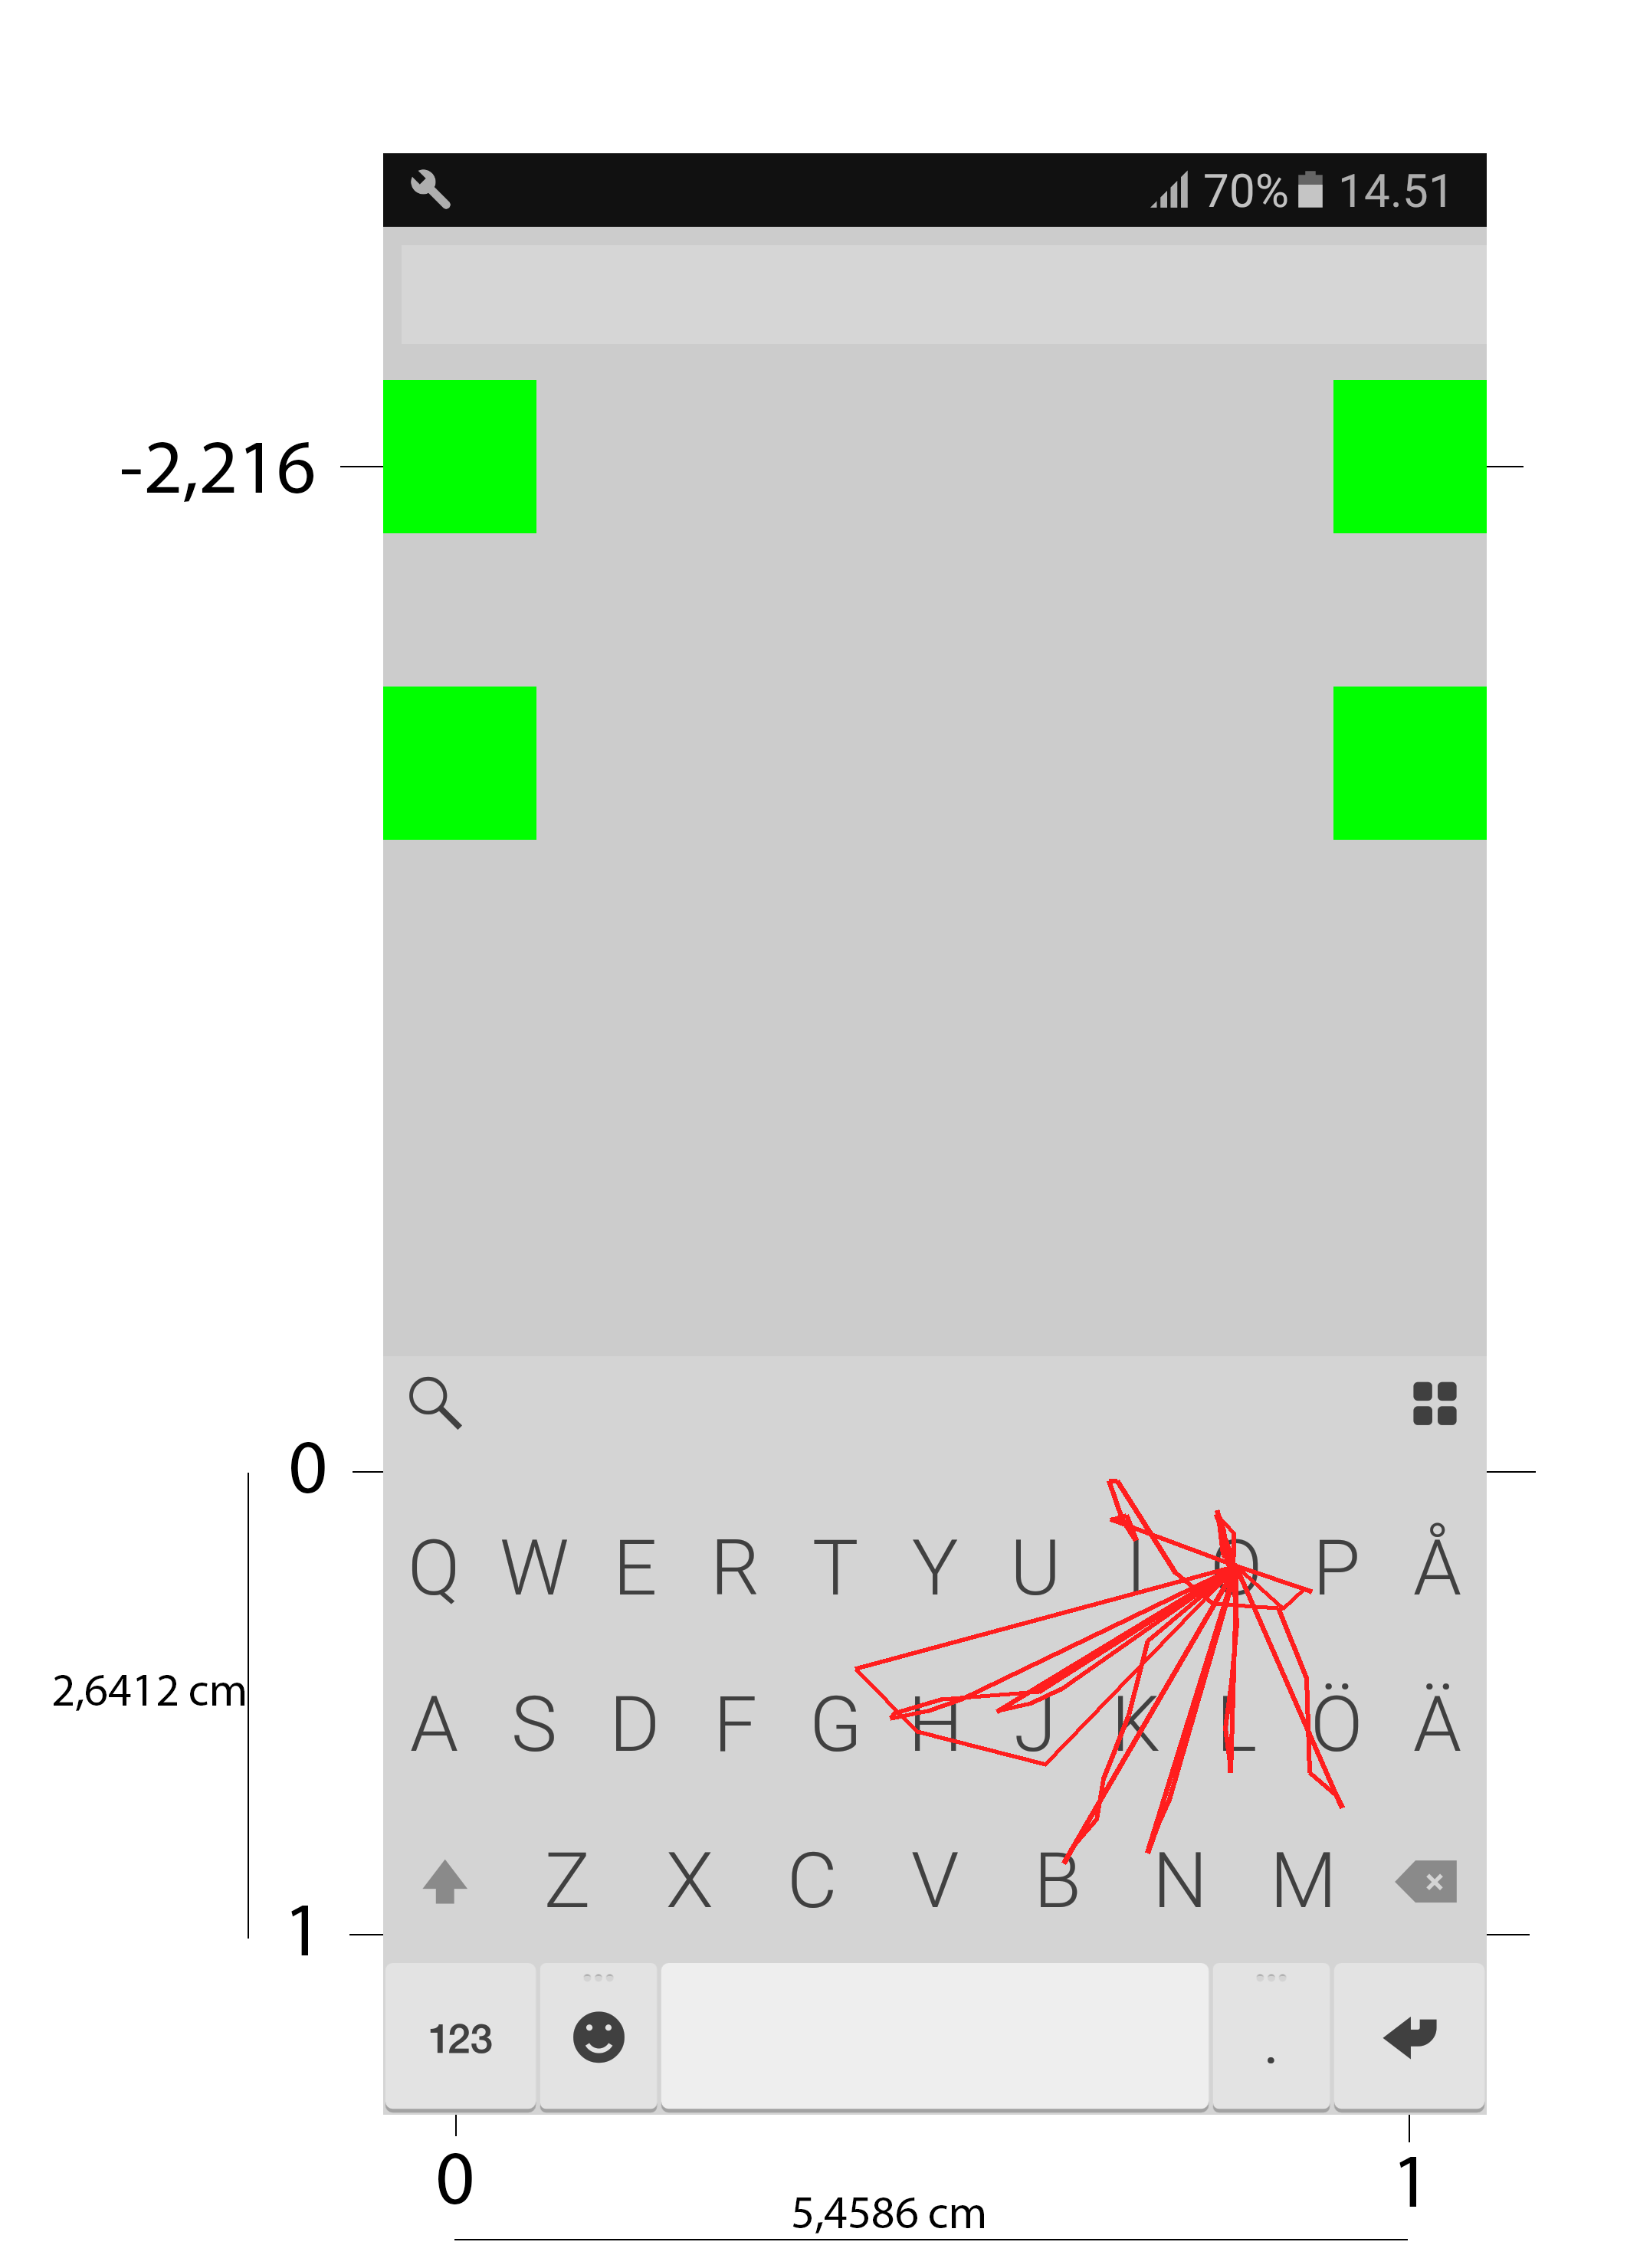 70% 14.51
-2,216
0
Q W E R T Y U I O P Å
2,6412 cm
A S D F G H J K L Ö Ä
Z X C V B N M
1
123 .
0 1
5,4586 cm